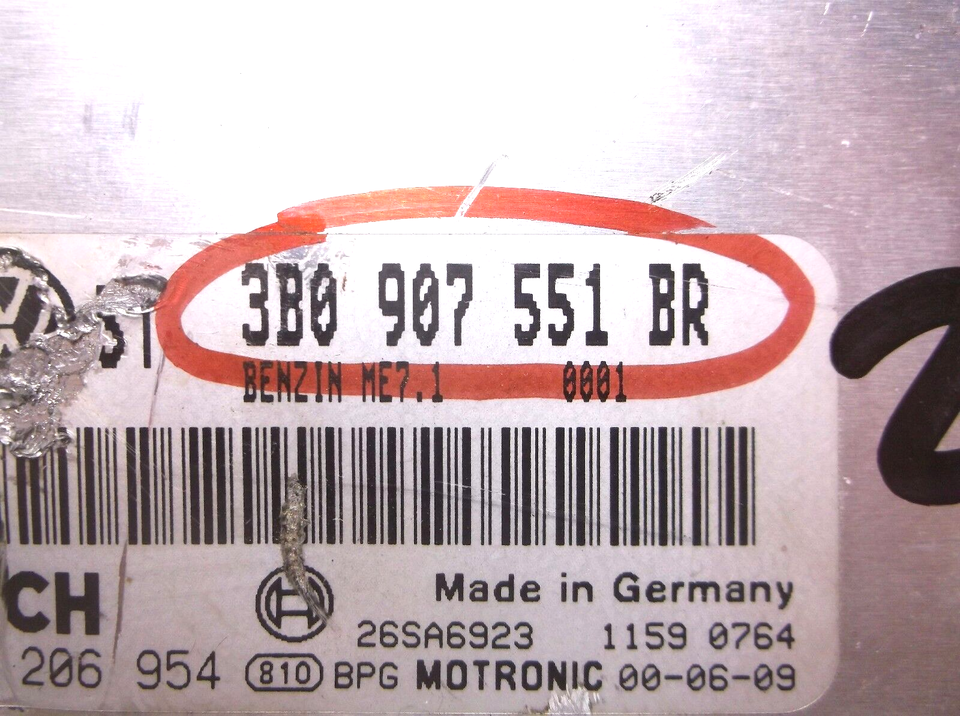 3B0 907 551 BR
BENZIN ME7.1 0001
CH Made in Germany
26SA6923 1159 0764
206 954 810 BPG MOTRONIC 00-06-09